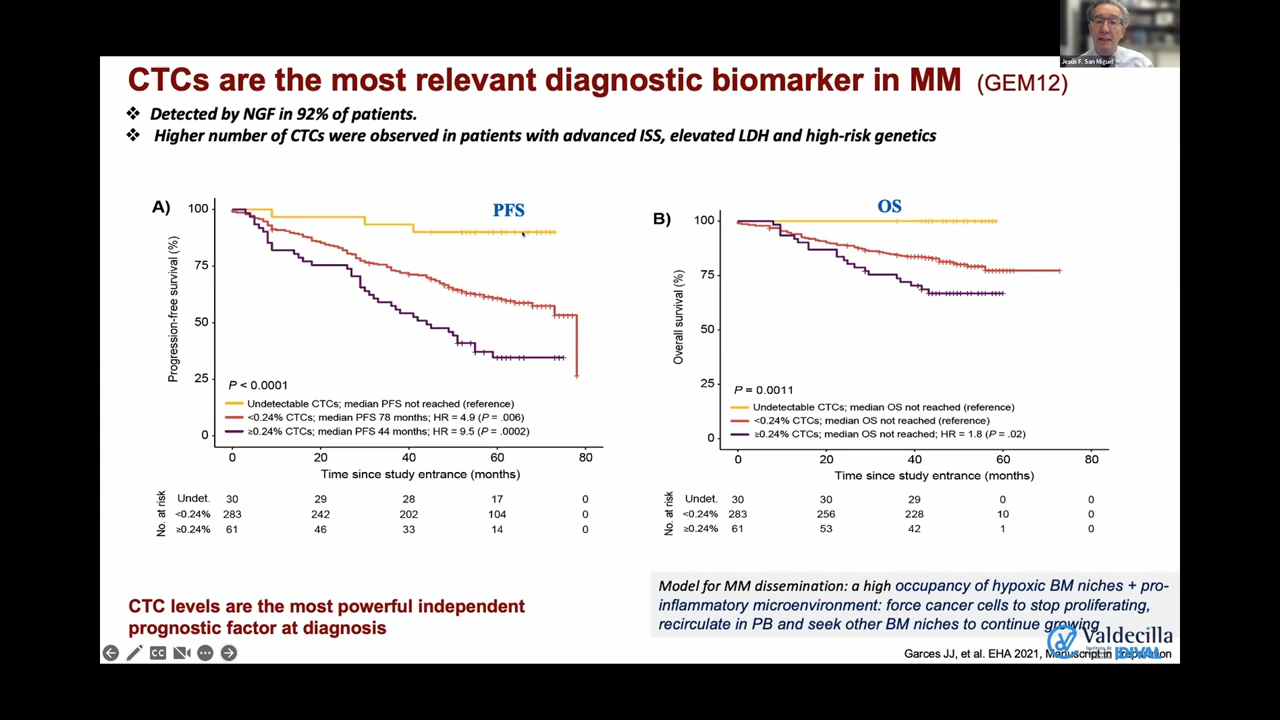 Jesús F. San Miguel
CTCs are the most relevant diagnostic biomarker in MM (GEM12)
❖ Detected by NGF in 92% of patients.
❖ Higher number of CTCs were observed in patients with advanced ISS, elevated LDH and high-risk genetics
A)
PFS
Progression-free survival (%)
100
75
50
25
0
P < 0.0001
Undetectable CTCs; median PFS not reached (reference)
<0.24% CTCs; median PFS 78 months; HR = 4.9 (P = .006)
≥0.24% CTCs; median PFS 44 months; HR = 9.5 (P = .0002)
0 20 40 60 80
Time since study entrance (months)
No. at risk
Undet. 30 29 28 17 0
<0.24% 283 242 202 104 0
≥0.24% 61 46 33 14 0
B)
OS
Overall survival (%)
100
75
50
25
0
P = 0.0011
Undetectable CTCs; median OS not reached (reference)
<0.24% CTCs; median OS not reached (reference)
≥0.24% CTCs; median OS not reached; HR = 1.8 (P = .02)
0 20 40 60 80
Time since study entrance (months)
No. at risk
Undet. 30 30 29 0 0
<0.24% 283 256 228 10 0
≥0.24% 61 53 42 1 0
CTC levels are the most powerful independent
prognostic factor at diagnosis
Model for MM dissemination: a high occupancy of hypoxic BM niches + pro-
inflammatory microenvironment: force cancer cells to stop proliferating,
recirculate in PB and seek other BM niches to continue growing
CC
Valdecilla
IDIVAL
Garces JJ, et al. EHA 2021, Manuscript in preparation